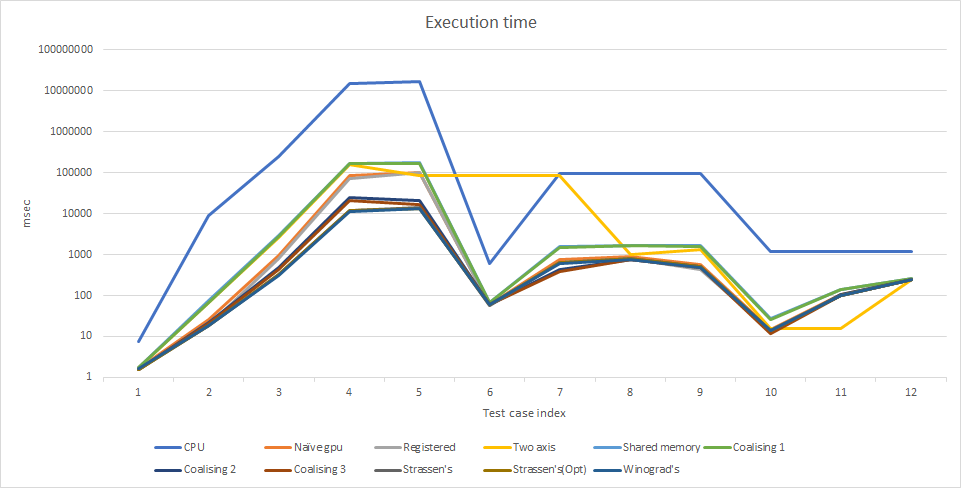 Execution time
100000000
10000000
1000000
100000
10000
1000
100
10
1
msec
1 2 3 4 5 6 7 8 9 10 11 12
Test case index
CPU Naïve gpu Registered Two axis Shared memory Coalising 1
Coalising 2 Coalising 3 Strassen's Strassen's(Opt) Winograd's